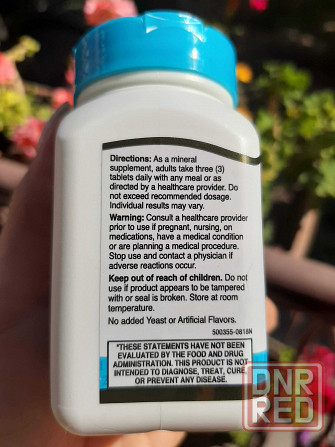 Directions: As a mineral
supplement, adults take three (3)
tablets daily with any meal or as
directed by a healthcare provider. Do
not exceed recommended dosage.
Individual results may vary.
Warning: Consult a healthcare provider
prior to use if pregnant, nursing, on
medications, have a medical condition
or are planning a medical procedure.
Stop use and contact a physician if
adverse reactions occur.
Keep out of reach of children. Do not
use if product appears to be tampered
with or seal is broken. Store at room
temperature.
No added Yeast or Artificial Flavors.
500355-0818N
*THESE STATEMENTS HAVE NOT BEEN
EVALUATED BY THE FOOD AND DRUG
ADMINISTRATION. THIS PRODUCT IS NOT
INTENDED TO DIAGNOSE, TREAT, CURE,
OR PREVENT ANY DISEASE.
DNR
RED